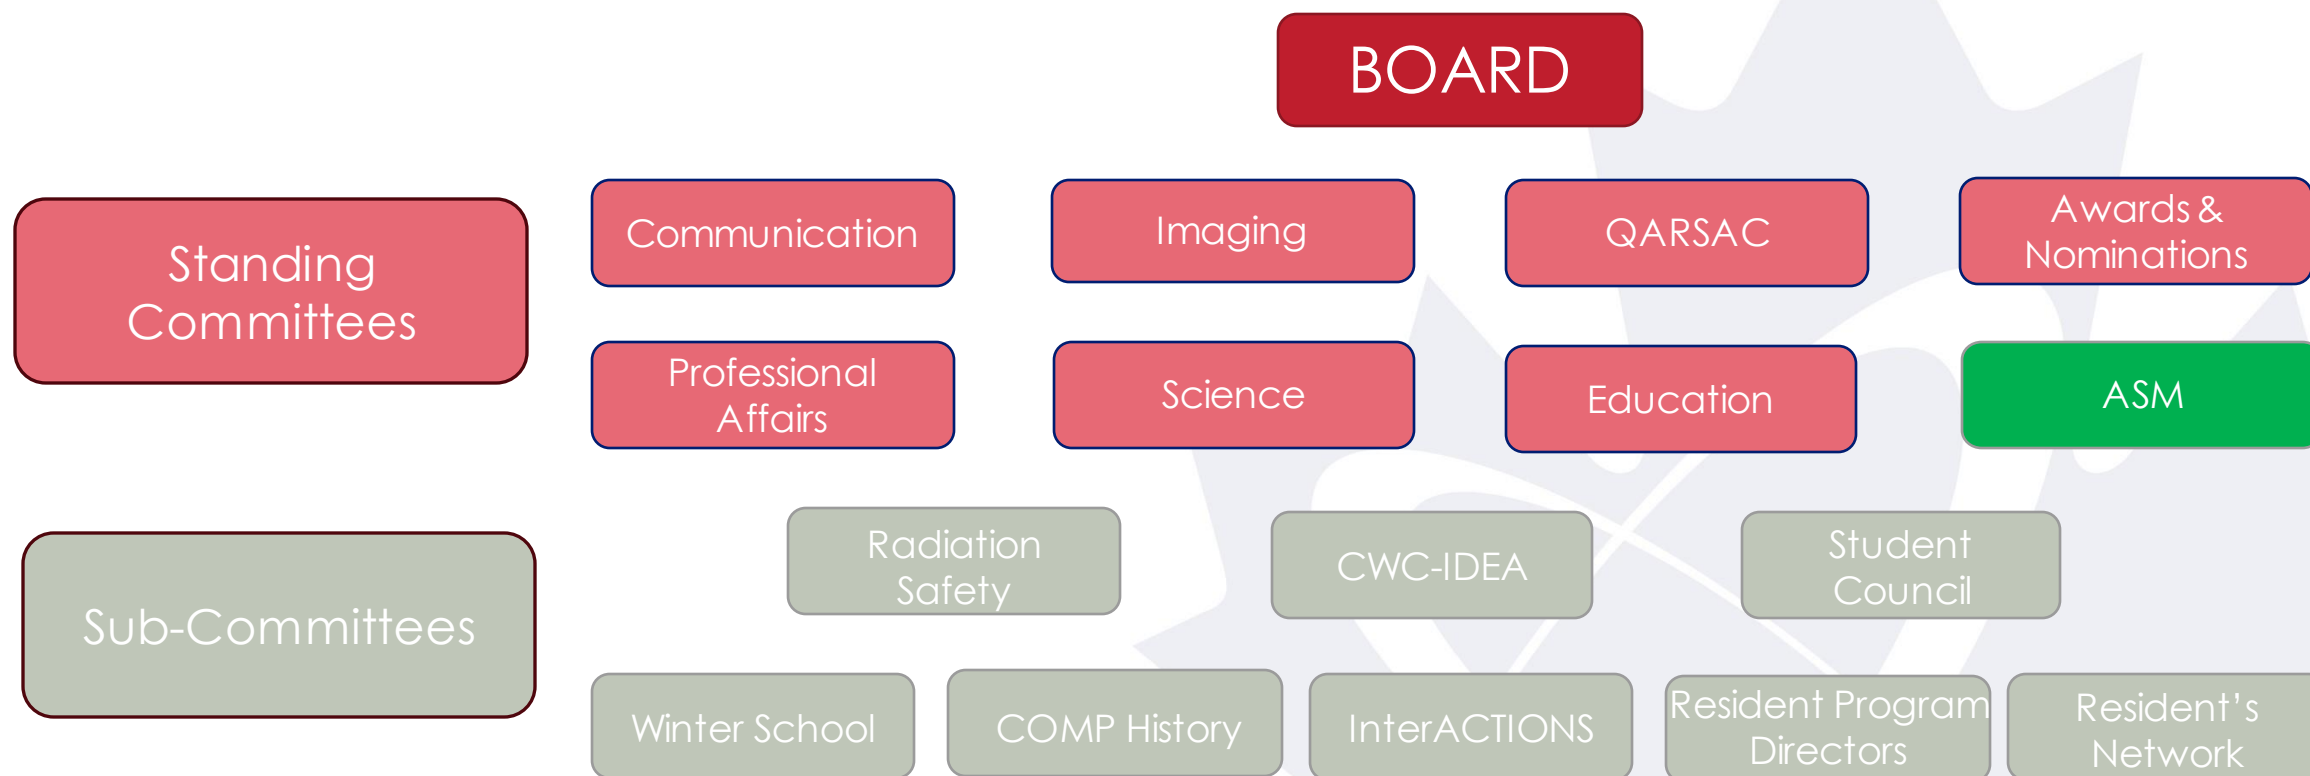 BOARD
Standing
Committees
Communication
Imaging
QARSAC
Awards &
Nominations
Professional
Affairs
Science
Education
ASM
Sub-Committees
Radiation
Safety
CWC-IDEA
Student
Council
Winter School
COMP History
InterACTIONS
Resident Program
Directors
Resident’s
Network